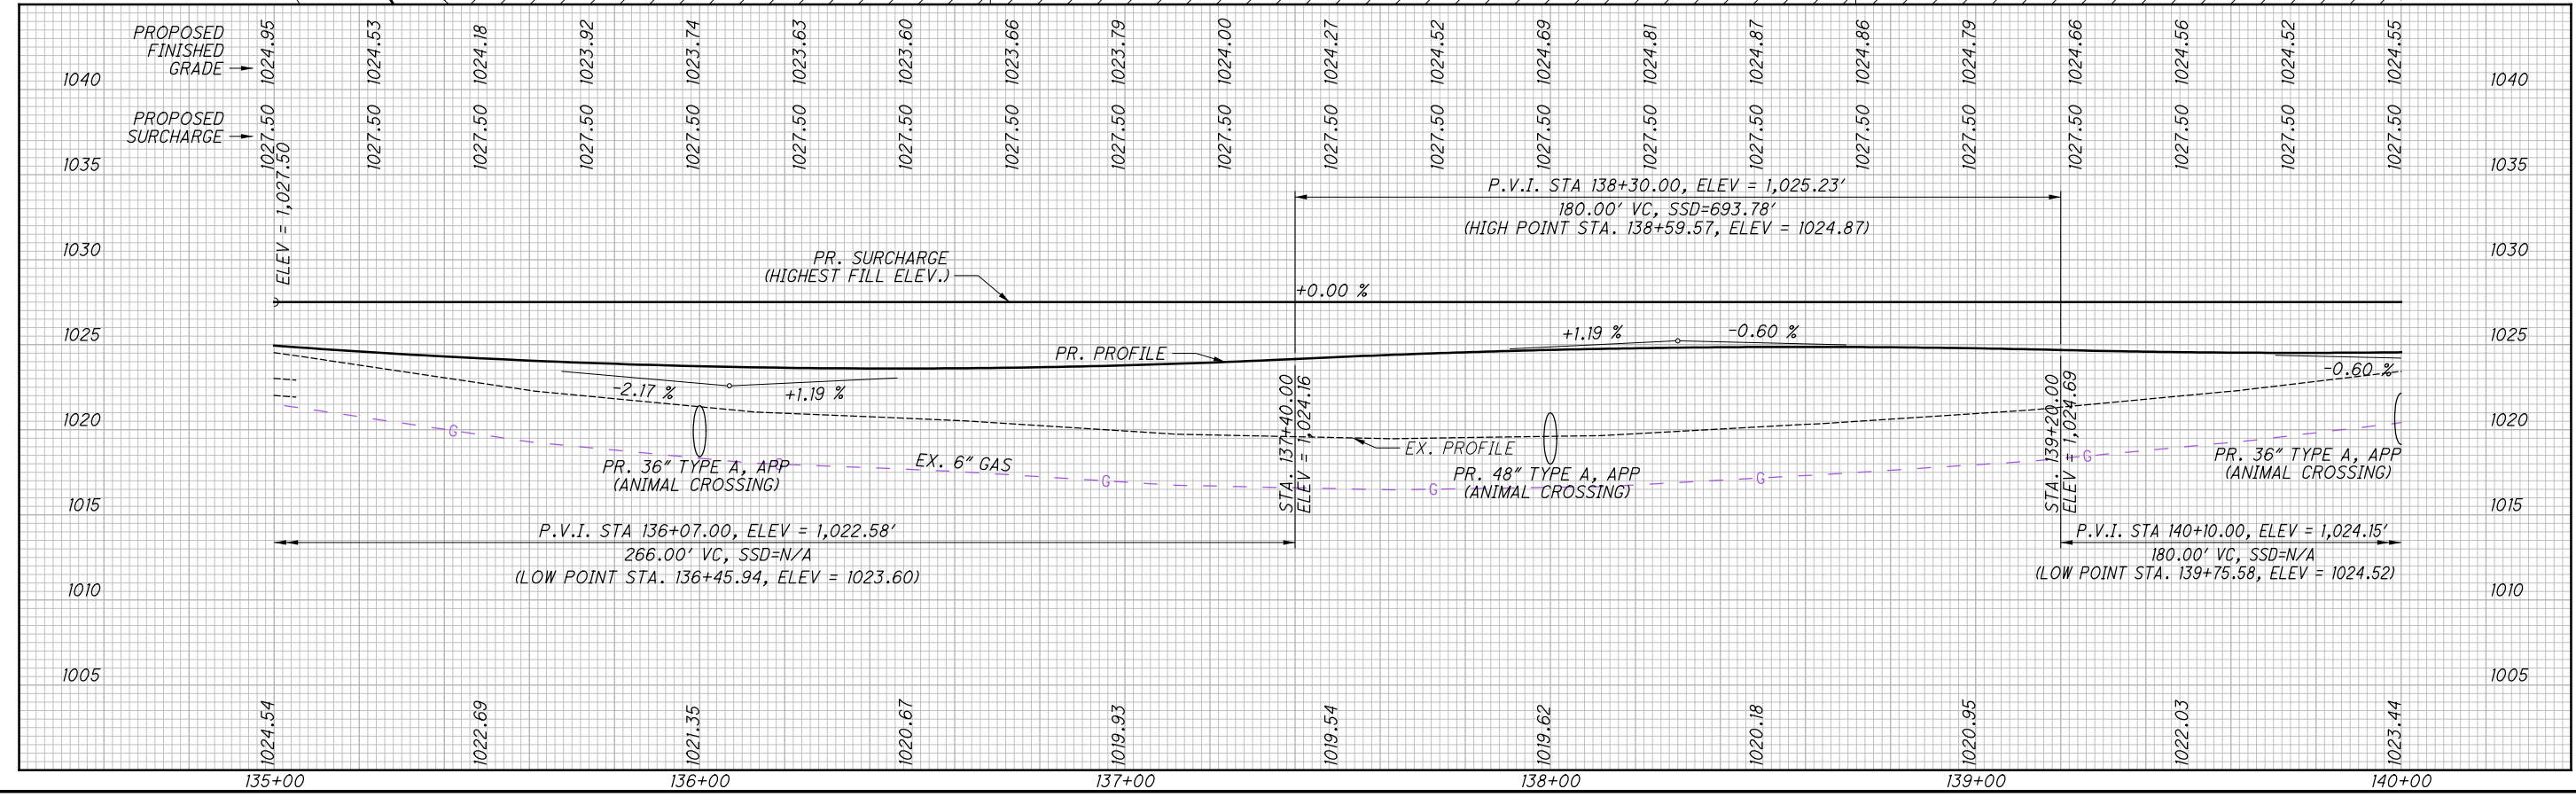 PROPOSED
FINISHED
GRADE
1024.95 1024.53 1024.18 1023.92 1023.74 1023.63 1023.60 1023.66 1023.79 1024.00 1024.27 1024.52 1024.69 1024.81 1024.87 1024.86 1024.79 1024.66 1024.56 1024.52 1024.55
1040 1040
PROPOSED
SURCHARGE
1027.50 1027.50 1027.50 1027.50 1027.50 1027.50 1027.50 1027.50 1027.50 1027.50 1027.50 1027.50 1027.50 1027.50 1027.50 1027.50 1027.50 1027.50 1027.50 1027.50 1027.50
1035 1035
ELEV = 1,027.50
P.V.I. STA 138+30.00, ELEV = 1,025.23'
180.00' VC, SSD=693.78'
(HIGH POINT STA. 138+59.57, ELEV = 1024.87)
1030 1030
PR. SURCHARGE
(HIGHEST FILL ELEV.)
+0.00 %
1025 1025
+1.19 % -0.60 %
PR. PROFILE
-2.17 % +1.19 %
-0.60 %
STA. 137+40.00
ELEV = 1,024.16
STA. 139+20.00
ELEV = 1,024.69
1020 1020
G
EX. PROFILE
EX. 6" GAS
PR. 36" TYPE A, APP
(ANIMAL CROSSING)
G
G
G
PR. 48" TYPE A, APP
(ANIMAL CROSSING)
G
G
PR. 36" TYPE A, APP
(ANIMAL CROSSING)
1015 1015
P.V.I. STA 136+07.00, ELEV = 1,022.58'
266.00' VC, SSD=N/A
(LOW POINT STA. 136+45.94, ELEV = 1023.60)
P.V.I. STA 140+10.00, ELEV = 1,024.15'
180.00' VC, SSD=N/A
(LOW POINT STA. 139+75.58, ELEV = 1024.52)
1010 1010
1005 1005
1024.54 1022.69 1021.35 1020.67 1019.93 1019.54 1019.62 1020.18 1020.95 1022.03 1023.44
135+00 136+00 137+00 138+00 139+00 140+00